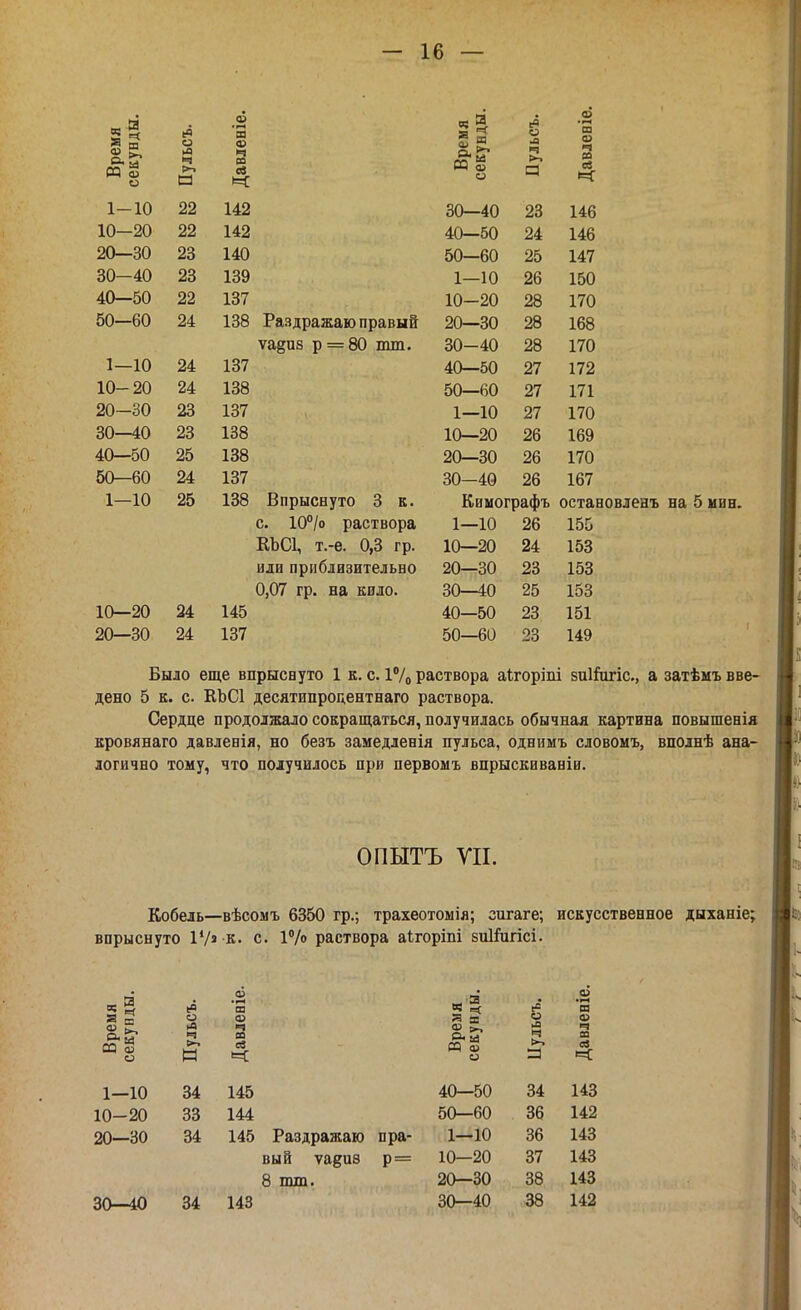 — 16 —
Время секунды. Пульсъ. Давленіе.
1—10 22 142
10—20 22 142
20—30 23 140
30—40 23 139
40—50 22 137
50—60 24 138 Раздражаю правый
vagus p = 80 mm.
1—10 24 137
10—20 24 138
20—30 23 137
30—40 23 138
40—50 25 138
50—60 24 137
1—10 25 138 Впрыснуто 3 к.
с. 10% раствора
RbCl, т.-е. 0,3 гр.
или приблизительно
0,07 гр. на кило.
10—20 24 145
20—30 24 137
Время секунды. Пульсъ. Давленіе.
30—40 23 146
40—50 24 146
50—60 25 147
1—10 26 150
10—20 28 170
20—30 28 168
30—40 28 170
40—50 27 172
50—60 27 171
1—10 27 170
10—20 26 169
20—30 26 170
30—40 26 167
Кимографъ остановленъ на 5 мин.
1—10 26 155
10—20 24 153
20—30 23 153
30—40 25 153
40—50 23 151
50—60 23 149
Было еще впрыснуто 1 к. с. 1% раствора atropini sulfuric., а затѣмъ вве-
дено 5 к. с. RbCl десятипроцентнаго раствора.
Сердце продолжало сокращаться, получилась обычная картина повышенія
кровянаго давленія, но безъ замедленія пульса, однимъ словомъ, вполнѣ ана-
логично тому, что получилось при первомъ впрыскиваніи.
ОПЫТЪ VII.
Кобель—вѣсомъ 6350 гр.; трахеотомія; curare; искусственное дыханіе;
впрыснуто 1½ к. с. 1% раствора atropini sulfurici.
Время секунды. Пульсъ. Давленіе.
1—10 34 145
10—20 33 144
20—30 34 145 Раздражаю пра-
вый vagus p =
8 mm.
30—40 34 143
Время секунды. Пульсъ. Давленіе.
40—50 34 143
50—60 36 142
1—10 36 143
10—20 37 143
20—30 38 143
30—40 38 142